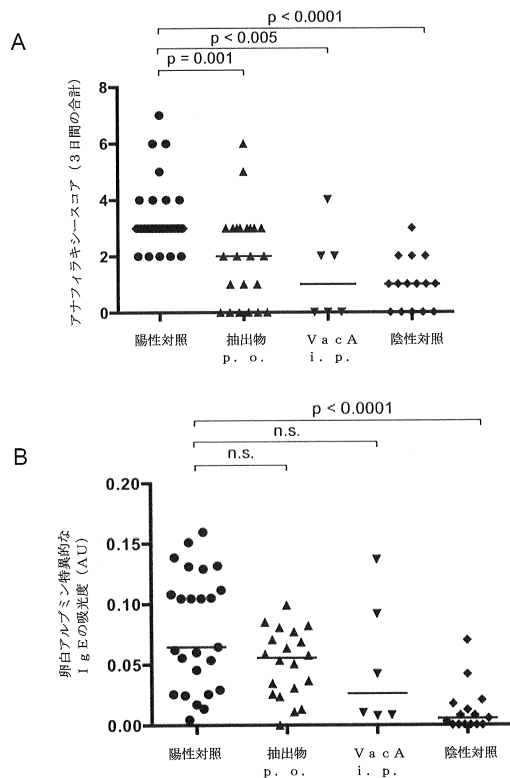 A
p < 0.0001
p < 0.005
p = 0.001
アナフィラキシースコア (３日間の合計)
8
6
4
2
0
陽性対照
抽出物
ｐ．ｏ．
ＶａｃＡ
ｉ．ｐ．
陰性対照
B
p < 0.0001
n.s.
n.s.
卵白アルブミン特異的な
ＩｇＥの吸光度 (ＡＵ)
0.20
0.15
0.10
0.05
0.00
陽性対照
抽出物
ｐ．ｏ．
ＶａｃＡ
ｉ．ｐ．
陰性対照